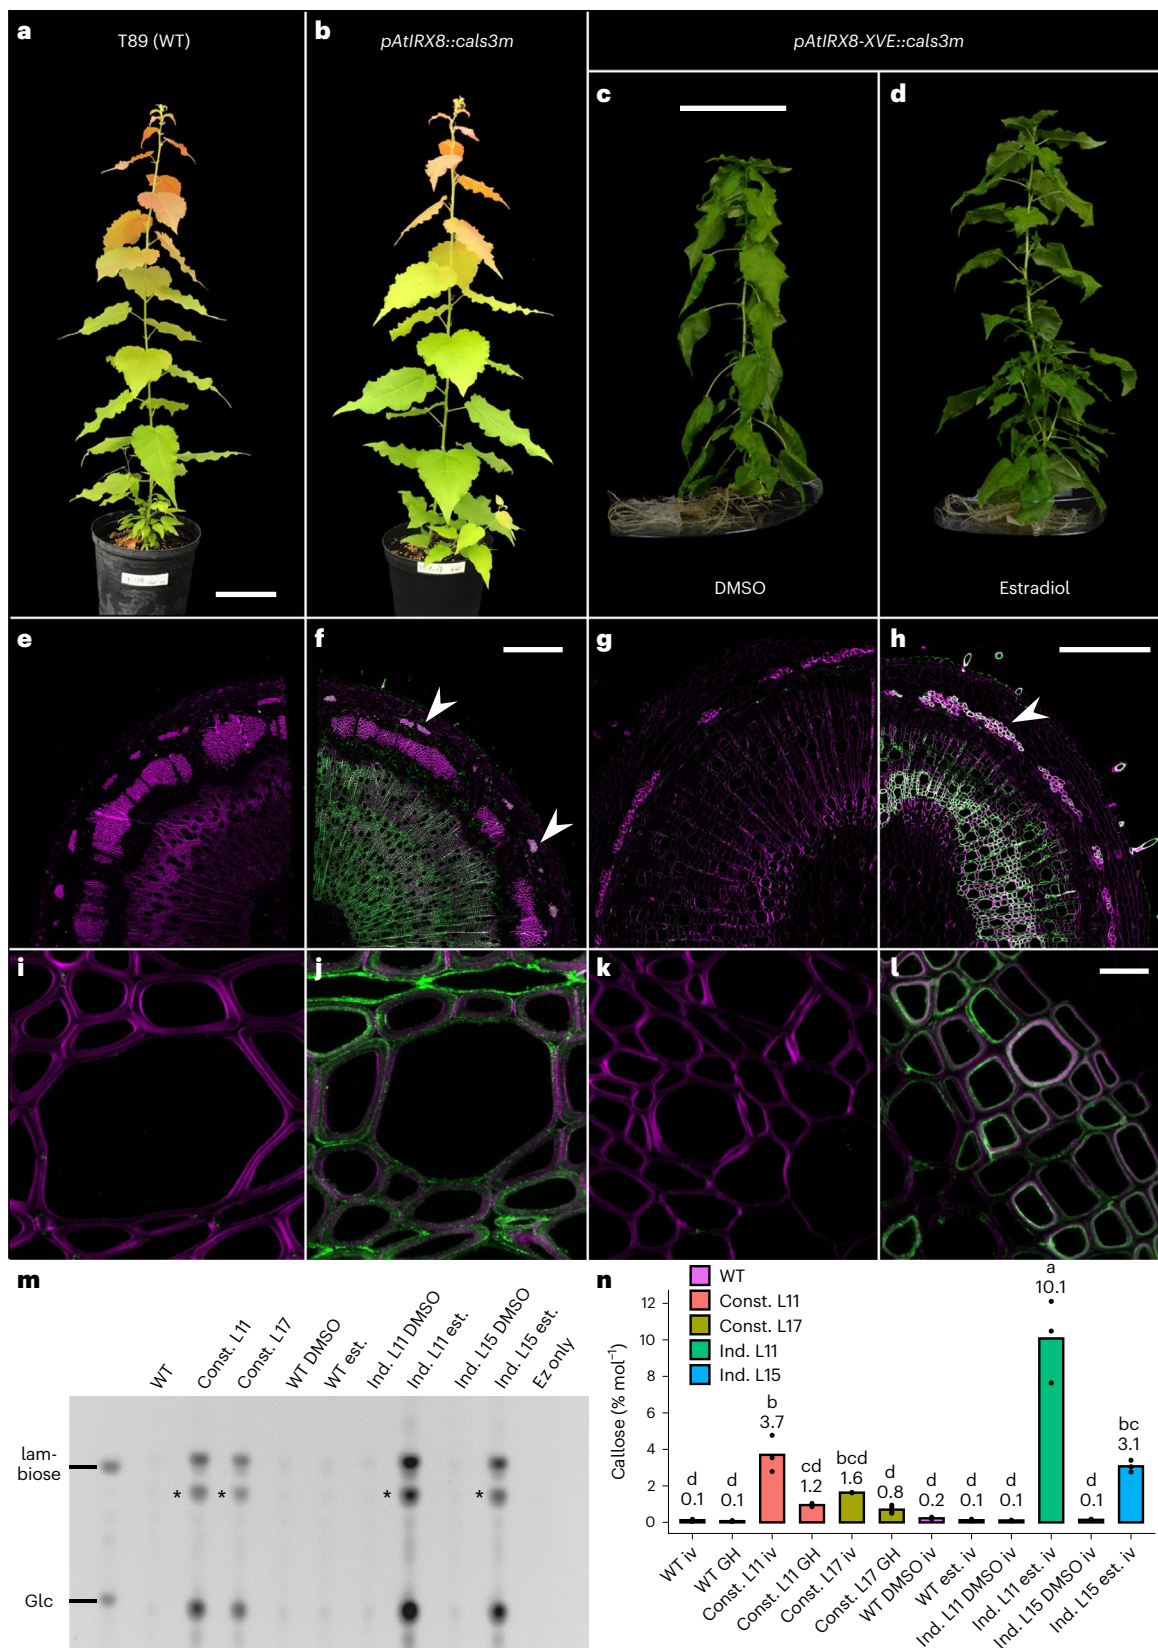 a
T89 (WT)
b
pAtIRX8::cals3m
pAtIRX8-XVE::cals3m
c
d
DMSO
Estradiol
e
f
g
h
i
j
k
l
m
WT
Const. L11
Const. L17
WT DMSO
WT est.
Ind. L11 DMSO
Ind. L11 est.
Ind. L15 DMSO
Ind. L15 est.
Ez only
lam-
biose
* * * *
Glc
n
WT
Const. L11
Const. L17
Ind. L11
Ind. L15
Callose (% mol⁻¹)
12
10
8
6
4
2
0
d
0.1
d
0.1
b
3.7
cd
1.2
bcd
1.6
d
0.8
d
0.2
d
0.1
d
0.1
a
10.1
d
0.1
bc
3.1
WT iv
WT GH
Const. L11 iv
Const. L11 GH
Const. L17 iv
Const. L17 GH
WT DMSO iv
WT est. iv
Ind. L11 DMSO iv
Ind. L11 est. iv
Ind. L15 DMSO iv
Ind. L15 est. iv